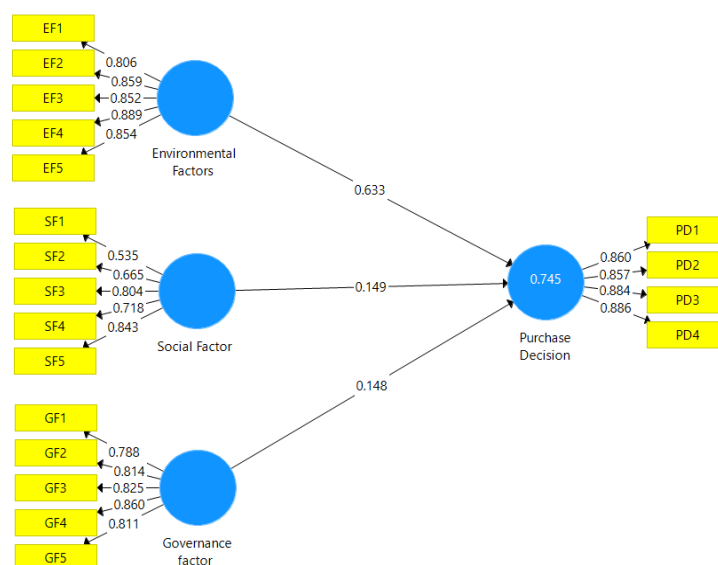 EF1
0.806
EF2
0.859
EF3
0.852
EF4
0.889
0.854
EF5
Environmental
Factors
0.633
SF1
0.535
SF2
0.665
SF3
0.804
SF4
0.718
0.843
SF5
Social Factor
0.149
0.745
Purchase
Decision
PD1
0.860
PD2
0.857
0.884
PD3
0.886
PD4
0.148
GF1
0.788
GF2
0.814
GF3
0.825
0.860
GF4
0.811
GF5
Governance
factor